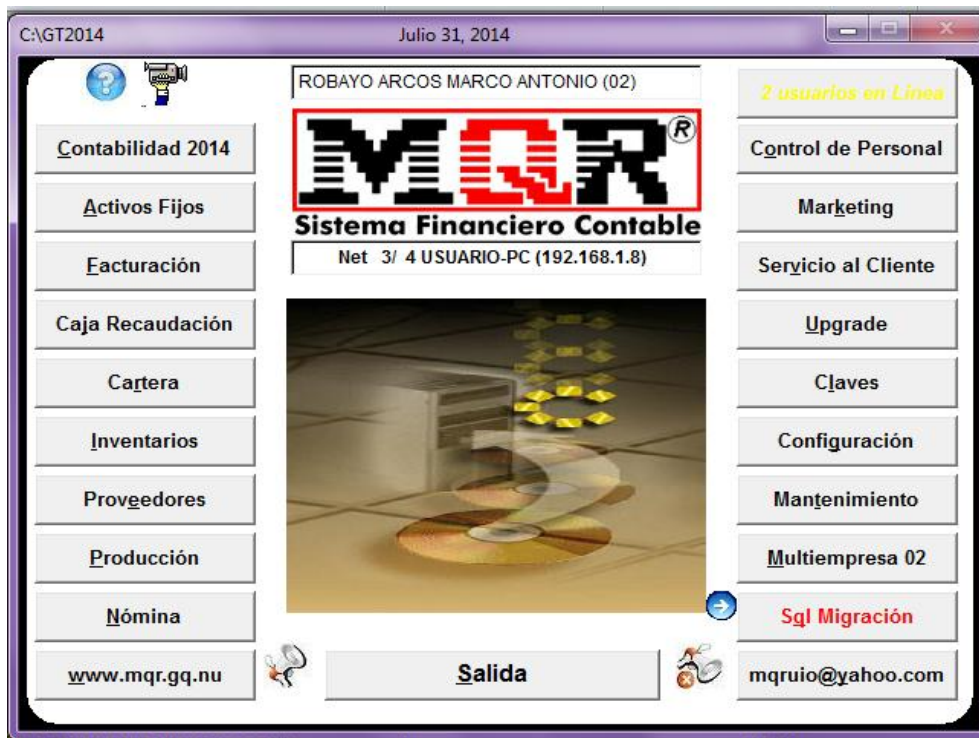 C:\GT2014
Julio 31, 2014
ROBAYO ARCOS MARCO ANTONIO (02)
2 usuarios en Línea
MQR®
Sistema Financiero Contable
Net 3/ 4 USUARIO-PC (192.168.1.8)
Contabilidad 2014
Activos Fijos
Facturación
Caja Recaudación
Cartera
Inventarios
Proveedores
Producción
Nómina
www.mqr.gq.nu
Control de Personal
Marketing
Servicio al Cliente
Upgrade
Claves
Configuración
Mantenimiento
Multiempresa 02
Sql Migración
mqruio@yahoo.com
Salida